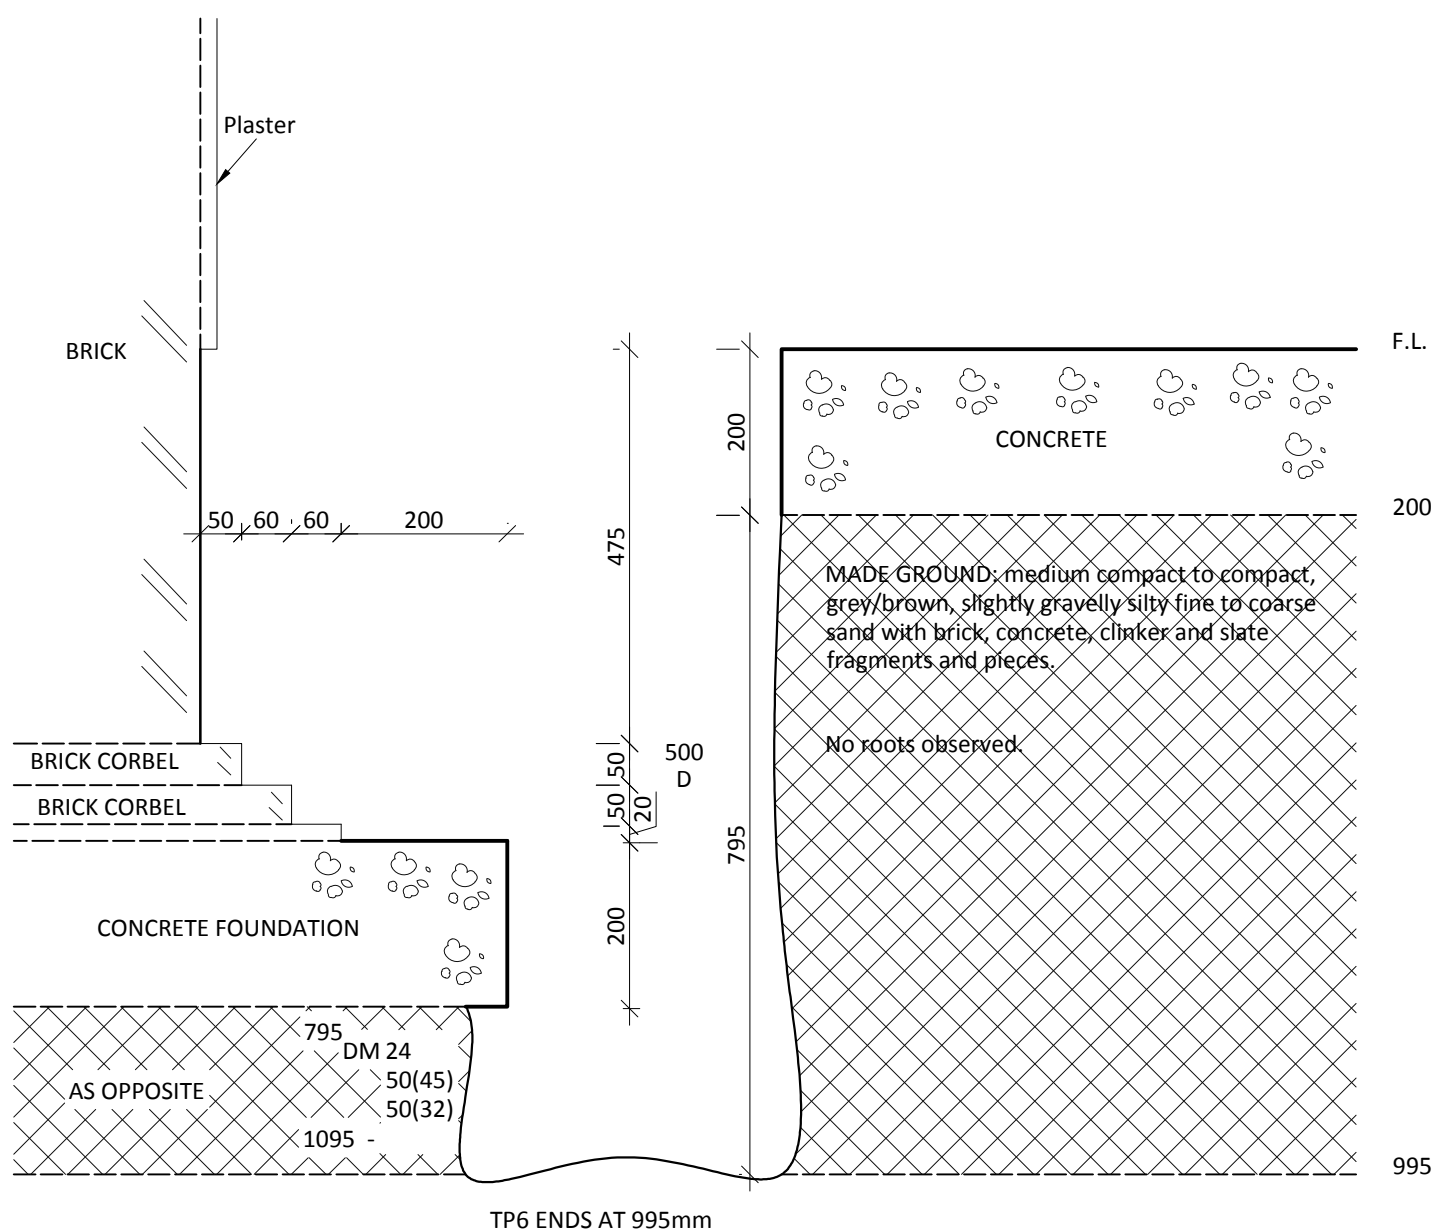 Plaster
BRICK
F.L.
200
CONCRETE
200
50 60 60 200
475
MADE GROUND: medium compact to compact,
grey/brown, slightly gravelly silty fine to coarse
sand with brick, concrete, clinker and slate
fragments and pieces.
No roots observed.
BRICK CORBEL
50
500
D
BRICK CORBEL
50
20
795
CONCRETE FOUNDATION
200
795
DM 24
50(45)
50(32)
AS OPPOSITE
1095 -
995
TP6 ENDS AT 995mm